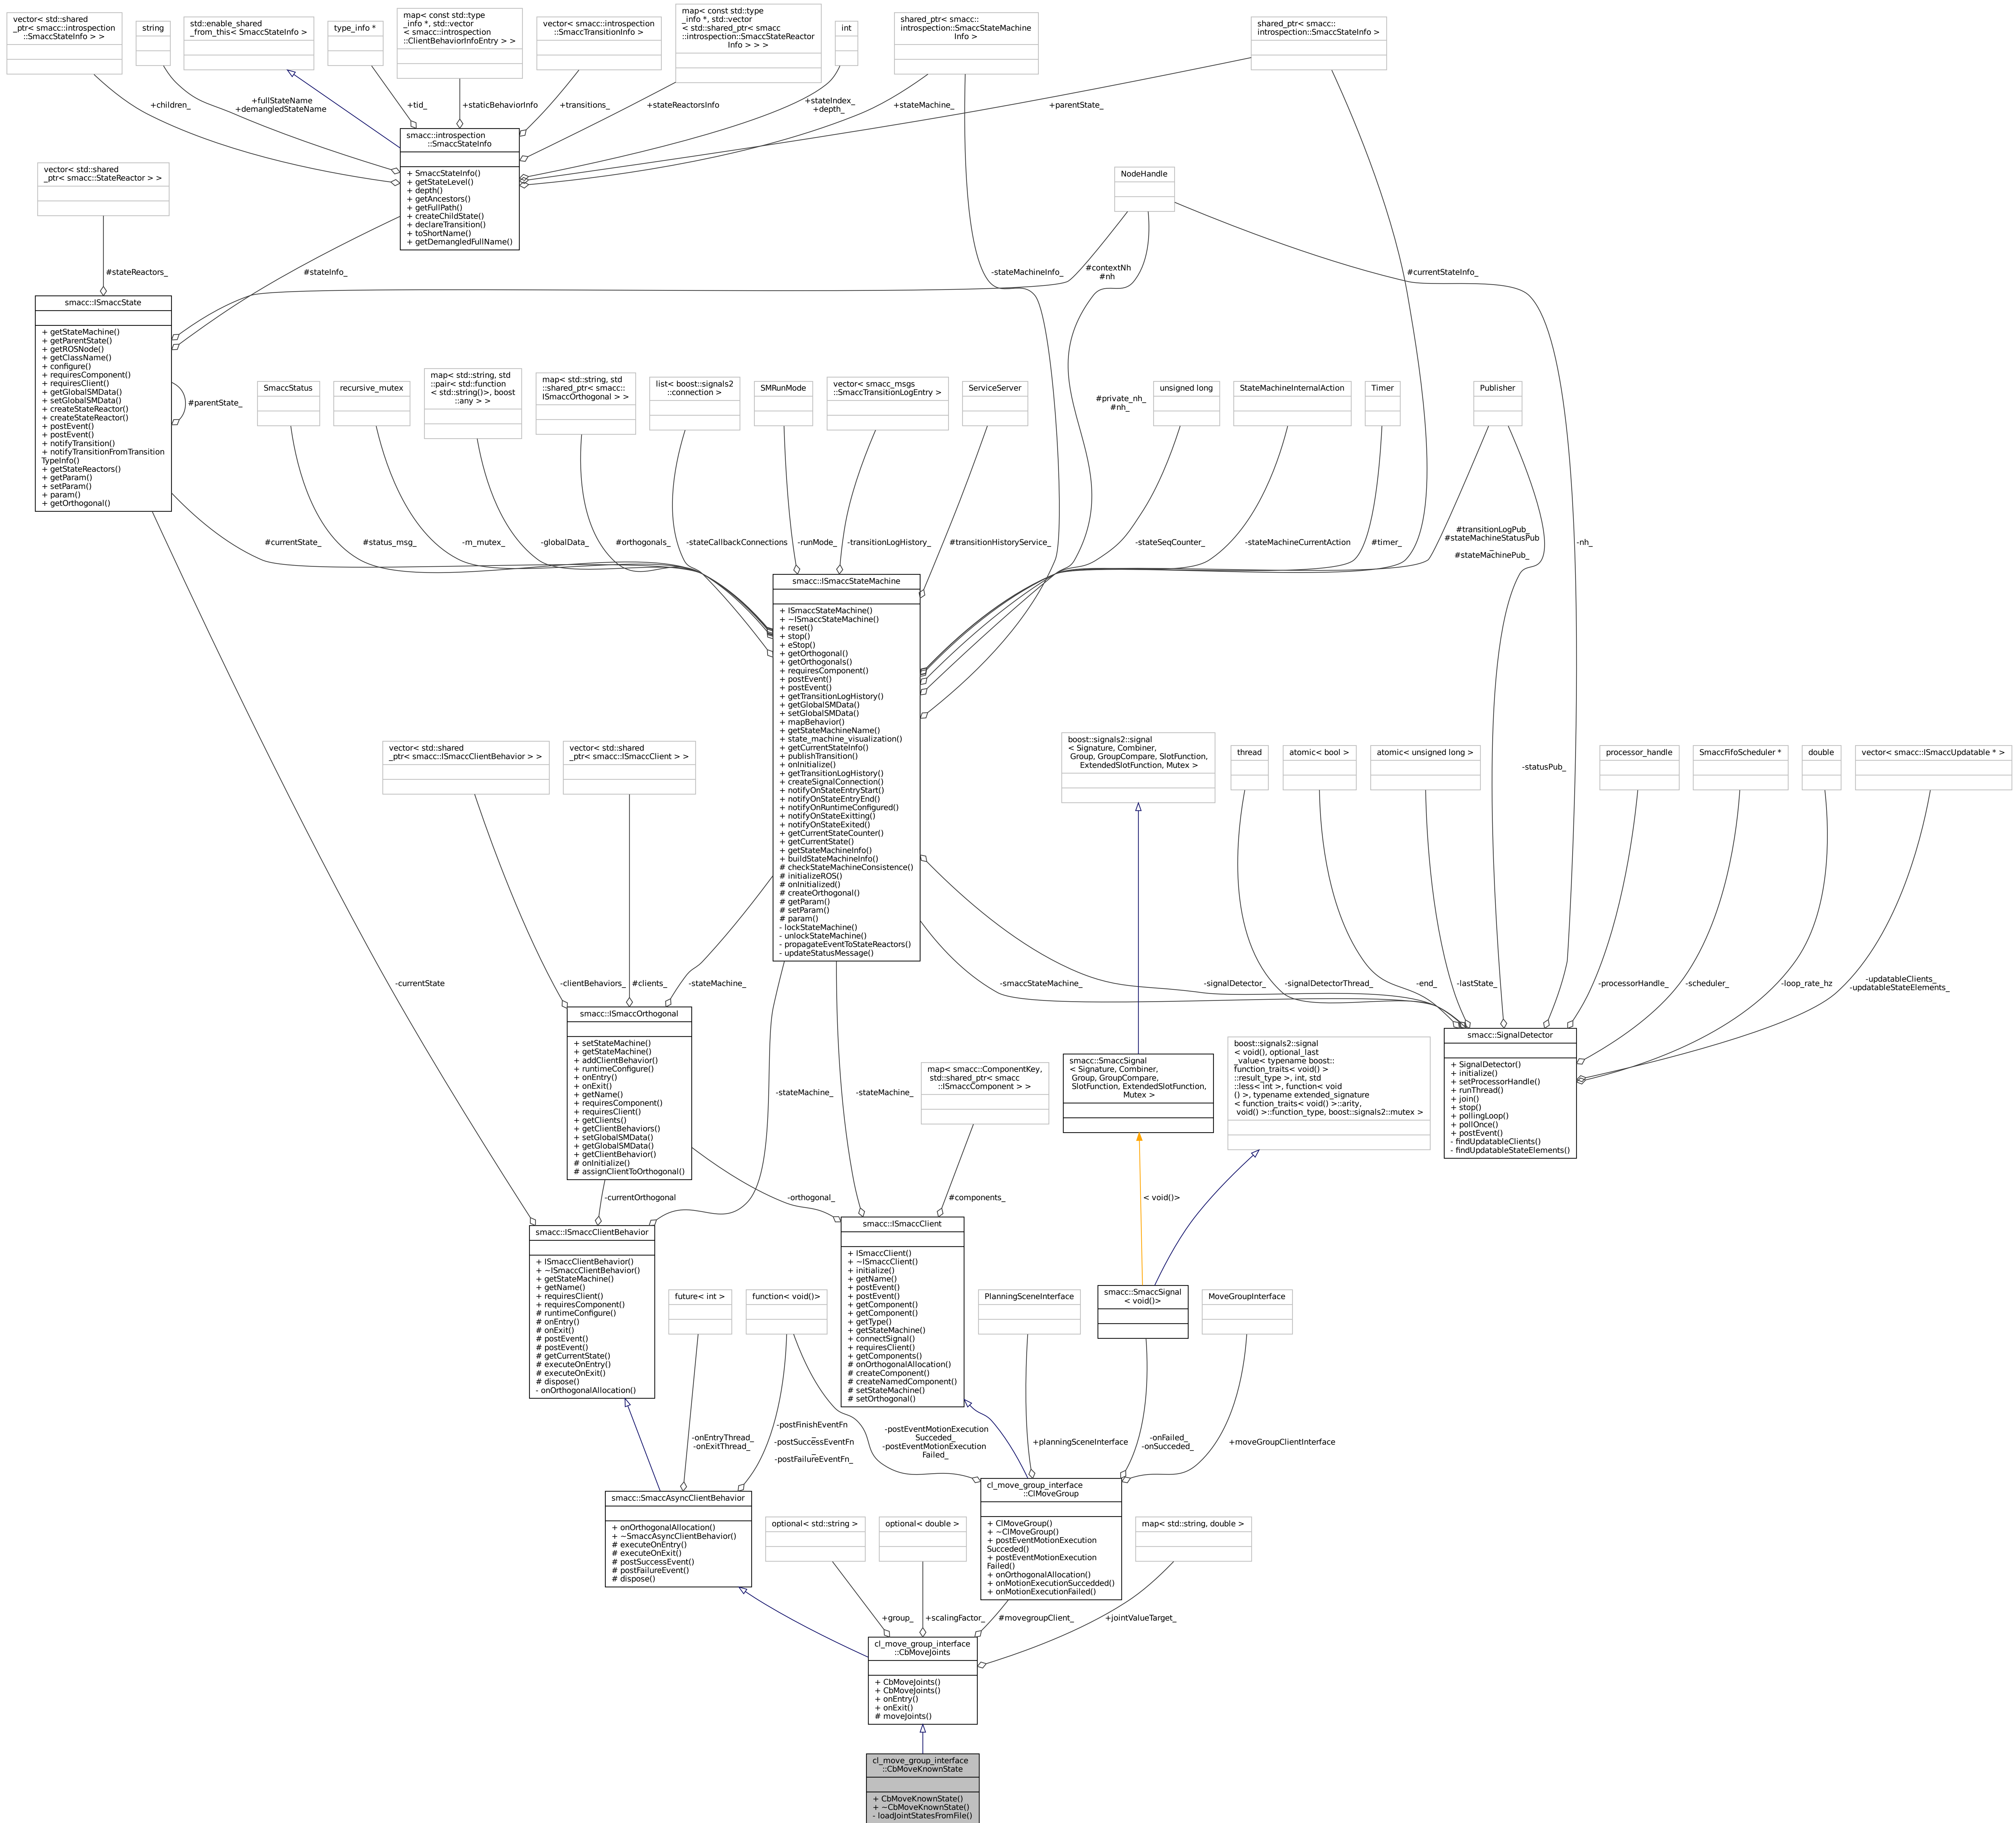 vector< std::shared
_ptr< smacc::introspection
::SmaccStateInfo > >
string
std::enable_shared
_from_this< SmaccStateInfo >
type_info *
map< const std::type
_info *, std::vector
< smacc::introspection
::ClientBehaviorInfoEntry > >
vector< smacc::introspection
::SmaccTransitionInfo >
map< const std::type
_info *, std::vector
< std::shared_ptr< smacc
::introspection::SmaccStateReactor
Info > > >
int
shared_ptr< smacc::
introspection::SmaccStateMachine
Info >
shared_ptr< smacc::
introspection::SmaccStateInfo >
+children_
+fullStateName
+demangledStateName
+tid_
+staticBehaviorInfo
+transitions_
+stateReactorsInfo
+stateIndex_
+depth_
+stateMachine_
+parentState_
smacc::introspection
::SmaccStateInfo
+ SmaccStateInfo()
+ getStateLevel()
+ depth()
+ getAncestors()
+ getFullPath()
+ createChildState()
+ declareTransition()
+ toShortName()
+ getDemangledFullName()
vector< std::shared
_ptr< smacc::StateReactor > >
NodeHandle
#stateReactors_
#stateInfo_
-stateMachineInfo_
#contextNh
#nh
#currentStateInfo_
smacc::ISmaccState
+ getStateMachine()
+ getParentState()
+ getROSNode()
+ getClassName()
+ configure()
+ requiresComponent()
+ requiresClient()
+ getGlobalSMData()
+ setGlobalSMData()
+ createStateReactor()
+ createStateReactor()
+ postEvent()
+ postEvent()
+ notifyTransition()
+ notifyTransitionFromTransition
TypeInfo()
+ getStateReactors()
+ getParam()
+ setParam()
+ param()
+ getOrthogonal()
#parentState_
SmaccStatus
recursive_mutex
map< std::string, std
::pair< std::function
< std::string()>, boost
::any > >
map< std::string, std
::shared_ptr< smacc::
ISmaccOrthogonal > >
list< boost::signals2
::connection >
SMRunMode
vector< smacc_msgs
::SmaccTransitionLogEntry >
ServiceServer
#private_nh_
#nh_
unsigned long
StateMachineInternalAction
Timer
Publisher
#currentState_
#status_msg_
-m_mutex_
-globalData_
#orthogonals_
-stateCallbackConnections
-runMode_
-transitionLogHistory_
#transitionHistoryService_
-stateSeqCounter_
-stateMachineCurrentAction
#timer_
#transitionLogPub_
#stateMachineStatusPub
_
#stateMachinePub_
-nh_
smacc::ISmaccStateMachine
+ ISmaccStateMachine()
+ ~ISmaccStateMachine()
+ reset()
+ stop()
+ eStop()
+ getOrthogonal()
+ getOrthogonals()
+ requiresComponent()
+ postEvent()
+ postEvent()
+ getTransitionLogHistory()
+ getGlobalSMData()
+ setGlobalSMData()
+ mapBehavior()
+ getStateMachineName()
+ state_machine_visualization()
+ getCurrentStateInfo()
+ publishTransition()
+ onInitialize()
+ getTransitionLogHistory()
+ createSignalConnection()
+ notifyOnStateEntryStart()
+ notifyOnStateEntryEnd()
+ notifyOnRuntimeConfigured()
+ notifyOnStateExitting()
+ notifyOnStateExited()
+ getCurrentStateCounter()
+ getCurrentState()
+ getStateMachineInfo()
+ buildStateMachineInfo()
# checkStateMachineConsistence()
# initializeROS()
# onInitialized()
# createOrthogonal()
# getParam()
# setParam()
# param()
- lockStateMachine()
- unlockStateMachine()
- propagateEventToStateReactors()
- updateStatusMessage()
vector< std::shared
_ptr< smacc::ISmaccClientBehavior > >
vector< std::shared
_ptr< smacc::ISmaccClient > >
boost::signals2::signal
< Signature, Combiner,
Group, GroupCompare, SlotFunction,
ExtendedSlotFunction, Mutex >
thread
atomic< bool >
atomic< unsigned long >
-statusPub_
processor_handle
SmaccFifoScheduler *
double
vector< smacc::ISmaccUpdatable * >
-currentState
-clientBehaviors_
#clients_
-stateMachine_
-smaccStateMachine_
-signalDetector_
-signalDetectorThread_
-end_
-lastState_
-processorHandle_
-scheduler_
-loop_rate_hz
-updatableClients_
-updatableStateElements_
smacc::ISmaccOrthogonal
+ setStateMachine()
+ getStateMachine()
+ addClientBehavior()
+ runtimeConfigure()
+ onEntry()
+ onExit()
+ getName()
+ requiresComponent()
+ requiresClient()
+ getClients()
+ getClientBehaviors()
+ setGlobalSMData()
+ getGlobalSMData()
+ getClientBehavior()
# onInitialize()
# assignClientToOrthogonal()
-stateMachine_
-stateMachine_
map< smacc::ComponentKey,
std::shared_ptr< smacc
::ISmaccComponent > >
smacc::SmaccSignal
< Signature, Combiner,
Group, GroupCompare,
SlotFunction, ExtendedSlotFunction,
Mutex >
boost::signals2::signal
< void(), optional_last
_value< typename boost::
function_traits< void() >
::result_type >, int, std
::less< int >, function< void
() >, typename extended_signature
< function_traits< void() >::arity,
void() >::function_type, boost::signals2::mutex >
smacc::SignalDetector
+ SignalDetector()
+ initialize()
+ setProcessorHandle()
+ runThread()
+ join()
+ stop()
+ pollingLoop()
+ pollOnce()
+ postEvent()
- findUpdatableClients()
- findUpdatableStateElements()
-currentOrthogonal
-orthogonal_
#components_
< void()>
smacc::ISmaccClientBehavior
+ ISmaccClientBehavior()
+ ~ISmaccClientBehavior()
+ getStateMachine()
+ getName()
+ requiresClient()
+ requiresComponent()
# runtimeConfigure()
# onEntry()
# onExit()
# postEvent()
# postEvent()
# getCurrentState()
# executeOnEntry()
# executeOnExit()
# dispose()
- onOrthogonalAllocation()
future< int >
function< void()>
smacc::ISmaccClient
+ ISmaccClient()
+ ~ISmaccClient()
+ initialize()
+ getName()
+ postEvent()
+ postEvent()
+ getComponent()
+ getComponent()
+ getType()
+ getStateMachine()
+ connectSignal()
+ requiresClient()
+ getComponents()
# onOrthogonalAllocation()
# createComponent()
# createNamedComponent()
# setStateMachine()
# setOrthogonal()
PlanningSceneInterface
smacc::SmaccSignal
< void()>
MoveGroupInterface
-onEntryThread_
-onExitThread_
-postFinishEventFn
_
-postSuccessEventFn
_
-postFailureEventFn_
-postEventMotionExecution
Succeded_
-postEventMotionExecution
Failed_
+planningSceneInterface
-onFailed_
-onSucceded_
+moveGroupClientInterface
smacc::SmaccAsyncClientBehavior
+ onOrthogonalAllocation()
+ ~SmaccAsyncClientBehavior()
# executeOnEntry()
# executeOnExit()
# postSuccessEvent()
# postFailureEvent()
# dispose()
optional< std::string >
optional< double >
cl_move_group_interface
::ClMoveGroup
+ ClMoveGroup()
+ ~ClMoveGroup()
+ postEventMotionExecution
Succeded()
+ postEventMotionExecution
Failed()
+ onOrthogonalAllocation()
+ onMotionExecutionSuccedded()
+ onMotionExecutionFailed()
map< std::string, double >
+group_
+scalingFactor_
#movegroupClient_
+jointValueTarget_
cl_move_group_interface
::CbMoveJoints
+ CbMoveJoints()
+ CbMoveJoints()
+ onEntry()
+ onExit()
# moveJoints()
cl_move_group_interface
::CbMoveKnownState
+ CbMoveKnownState()
+ ~CbMoveKnownState()
- loadJointStatesFromFile()